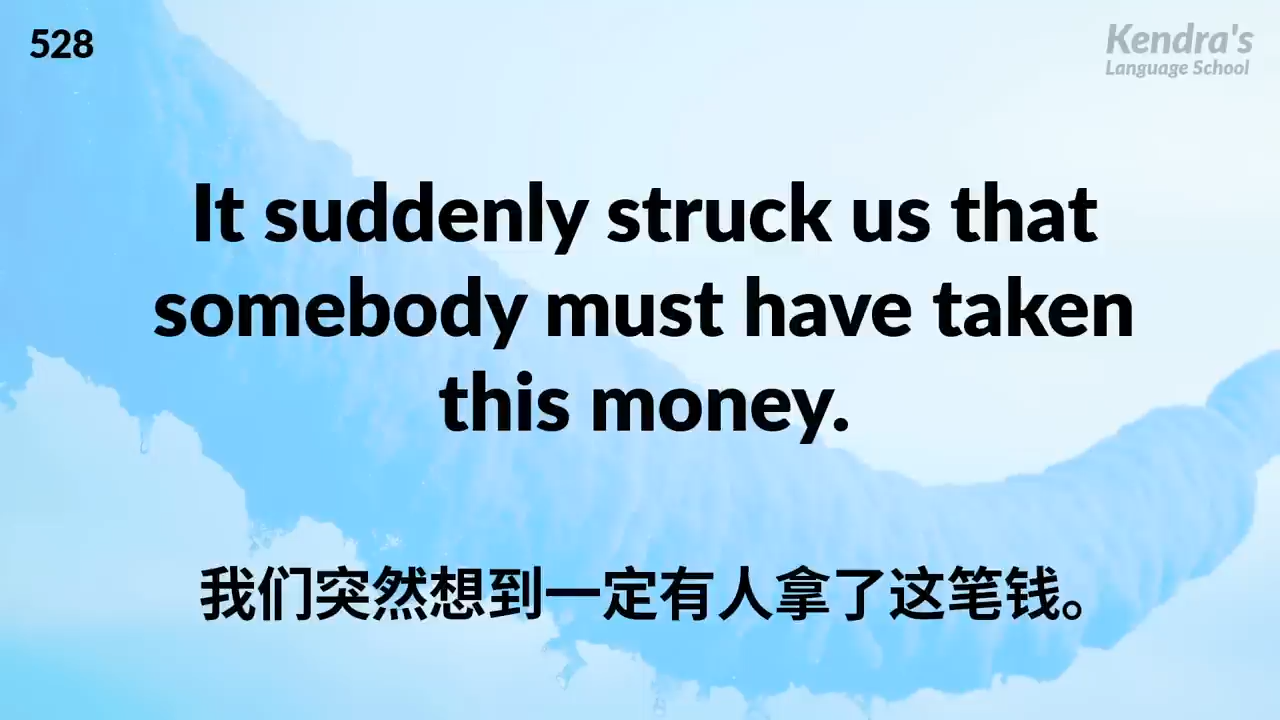 528
Kendra's
Language School
It suddenly struck us that
somebody must have taken
this money.
我们突然想到一定有人拿了这笔钱。